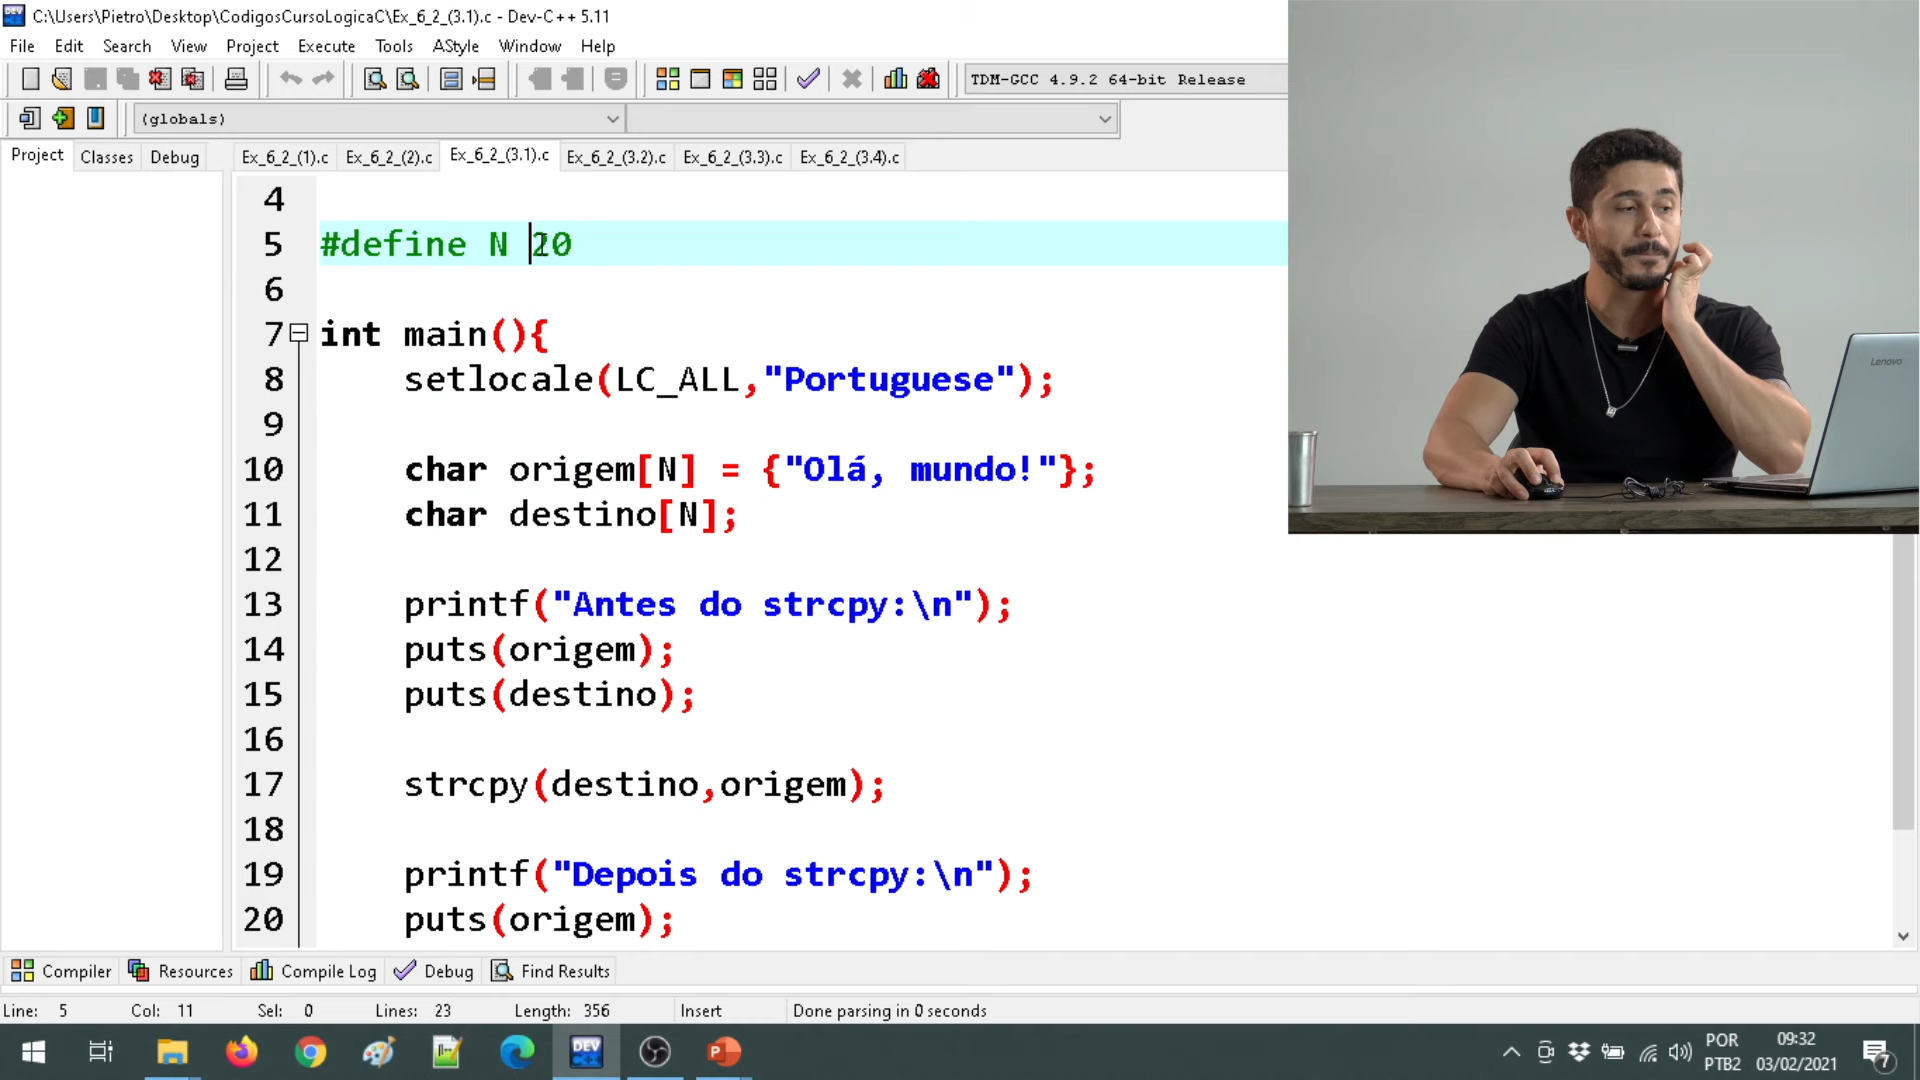 C:\Users\Pietro\Desktop\CodigosCursoLogicaC\Ex_6_2_(3.1).c - Dev-C++ 5.11
File Edit Search View Project Execute Tools AStyle Window Help
TDM-GCC 4.9.2 64-bit Release
(globals)
Project Classes Debug Ex_6_2_(1).c Ex_6_2_(2).c Ex_6_2_(3.1).c Ex_6_2_(3.2).c Ex_6_2_(3.3).c Ex_6_2_(3.4).c
4
5 #define N 20
6
7 int main(){
8 setlocale(LC_ALL,"Portuguese");
9
10 char origem[N] = {"Olá, mundo!"};
11 char destino[N];
12
13 printf("Antes do strcpy:\n");
14 puts(origem);
15 puts(destino);
16
17 strcpy(destino,origem);
18
19 printf("Depois do strcpy:\n");
20 puts(origem);
Compiler Resources Compile Log Debug Find Results
Line: 5 Col: 11 Sel: 0 Lines: 23 Length: 356 Insert Done parsing in 0 seconds
POR 09:32
PTB2 03/02/2021
7
DEV
P
Lenovo